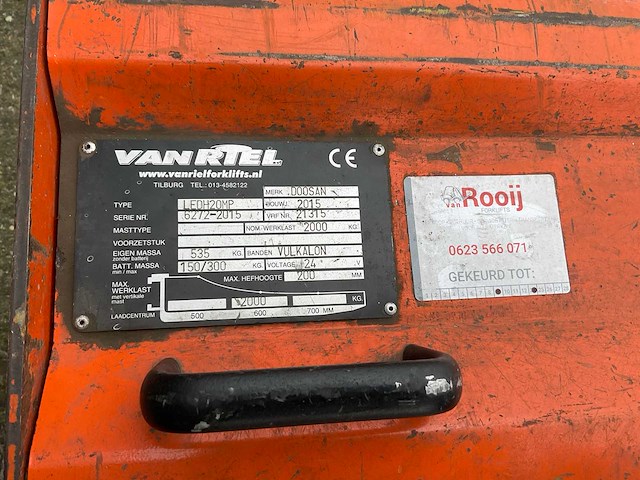 VAN RIEL CE
www.vanrielforklifts.nl
TILBURG TEL.: 013-4582122
MERK DOOSAN
TYPE LEDH20MP BOUWJ. 2015
SERIE NR. 6272-2015 VRF NR. 21315
MASTTYPE NOM-WERKLAST 2000 KG.
VOORZETSTUK
EIGEN MASSA zonder batterij 535 KG. BANDEN VULKALON
BATT. MASSA min / max 150/300 KG. VOLTAGE 24 V
MAX. HEFHOOGTE 200 MM
MAX. WERKLAST met vertikale mast 2000 KG.
LAADCENTRUM 500 600 700 MM
van Rooij
FORKLIFTS
0623 566 071
GEKEURD TOT: